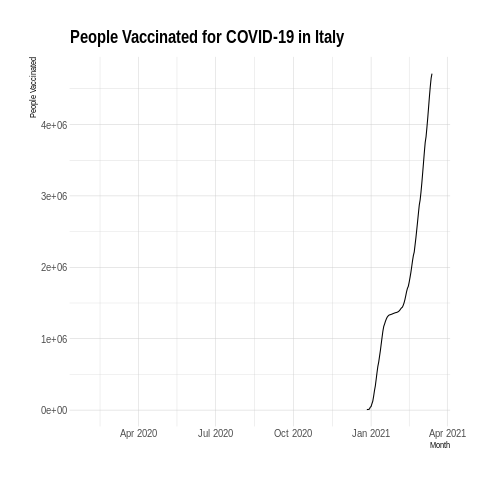 People Vaccinated for COVID-19 in Italy
People Vaccinated
4e+06
3e+06
2e+06
1e+06
0e+00
Apr 2020 Jul 2020 Oct 2020 Jan 2021 Apr 2021
Month